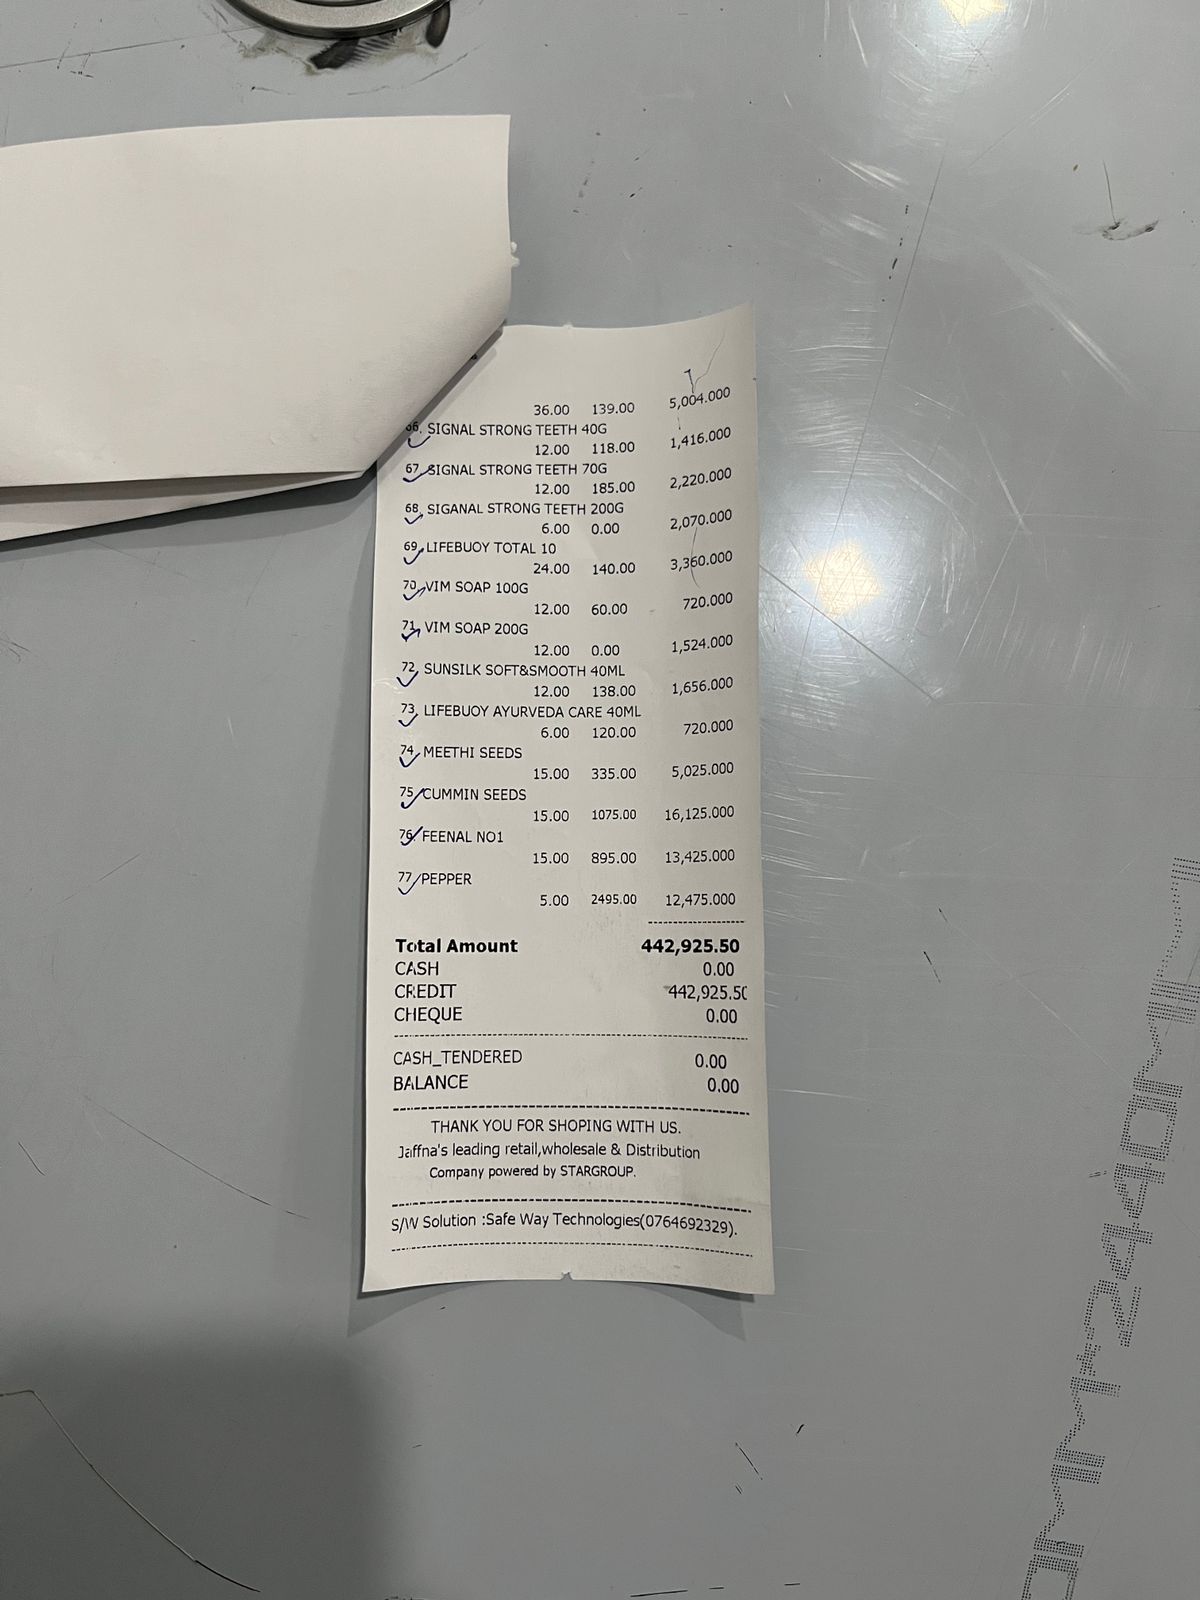 36.00 139.00 5,004.000
66. SIGNAL STRONG TEETH 40G
12.00 118.00 1,416.000
67. SIGNAL STRONG TEETH 70G
12.00 185.00 2,220.000
68. SIGANAL STRONG TEETH 200G
6.00 0.00 2,070.000
69. LIFEBUOY TOTAL 10
24.00 140.00 3,360.000
70. VIM SOAP 100G
12.00 60.00 720.000
71. VIM SOAP 200G
12.00 0.00 1,524.000
72. SUNSILK SOFT&SMOOTH 40ML
12.00 138.00 1,656.000
73. LIFEBUOY AYURVEDA CARE 40ML
6.00 120.00 720.000
74. MEETHI SEEDS
15.00 335.00 5,025.000
75. CUMMIN SEEDS
15.00 1075.00 16,125.000
76. FEENAL NO1
15.00 895.00 13,425.000
77. PEPPER
5.00 2495.00 12,475.000
Total Amount 442,925.50
CASH 0.00
CREDIT 442,925.50
CHEQUE 0.00
CASH_TENDERED 0.00
BALANCE 0.00
THANK YOU FOR SHOPING WITH US.
Jaffna's leading retail,wholesale & Distribution
Company powered by STARGROUP.
S/W Solution :Safe Way Technologies(0764692329).